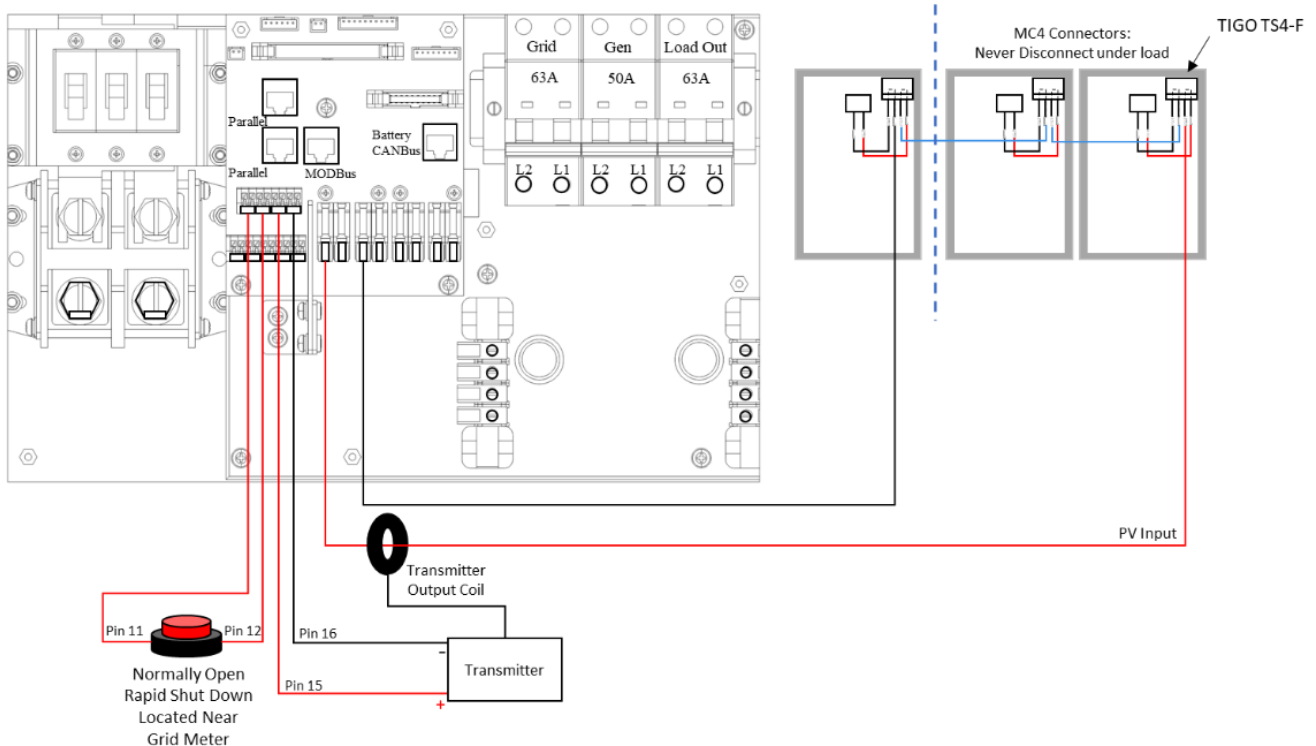 TIGO TS4-F
MC4 Connectors:
Never Disconnect under load
Grid
Gen
Load Out
63A
50A
63A
Parallel
Battery
CANBus
Parallel
MODBus
L2 L1 L2 L1 L2 L1
PV Input
Transmitter
Output Coil
Pin 11
Pin 12
Pin 16
-
Transmitter
Normally Open
Rapid Shut Down
Located Near
Grid Meter
Pin 15
+